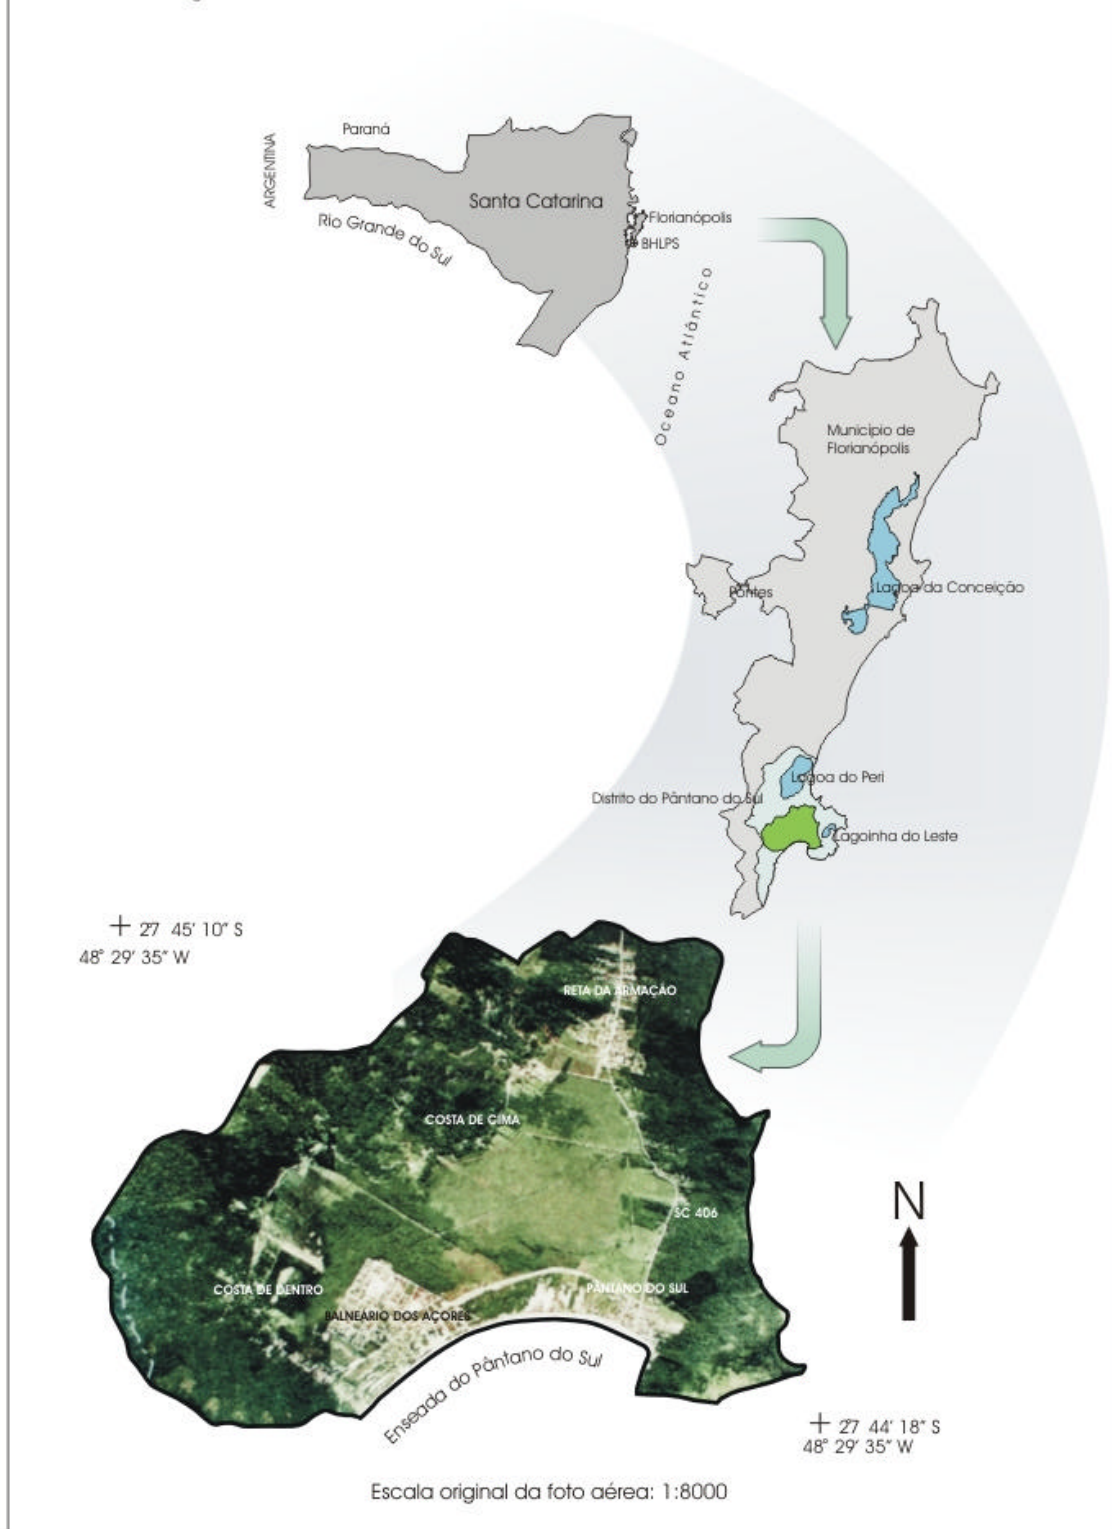 Paraná
ARGENTINA
Santa Catarina
Rio Grande do Sul
Florianópolis
BHLPS
Oceano Atlântico
Município de
Florianópolis
Pontes
Lagoa da Conceição
Lagoa do Peri
Distrito do Pântano do Sul
Lagoinha do Leste
27 45' 10" S
48° 29' 35" W
RETA DA ARMAÇÃO
COSTA DE CIMA
N
SC 406
COSTA DE DENTRO
PÂNTANO DO SUL
BALNEÁRIO DOS AÇORES
Enseada do Pântano do Sul
27 44' 18" S
48° 29' 35" W
Escala original da foto aérea: 1:8000